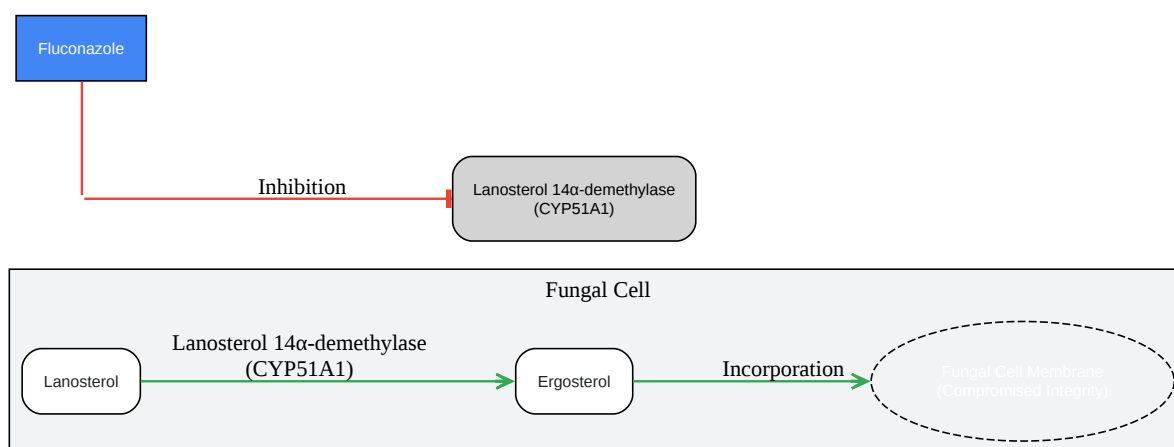 Fluconazole
Inhibition
Lanosterol 14α-demethylase
(CYP51A1)
Fungal Cell
Lanosterol 14α-demethylase
(CYP51A1)
Lanosterol
Ergosterol
Incorporation
Fungal Cell Membrane
(Compromised Integrity)